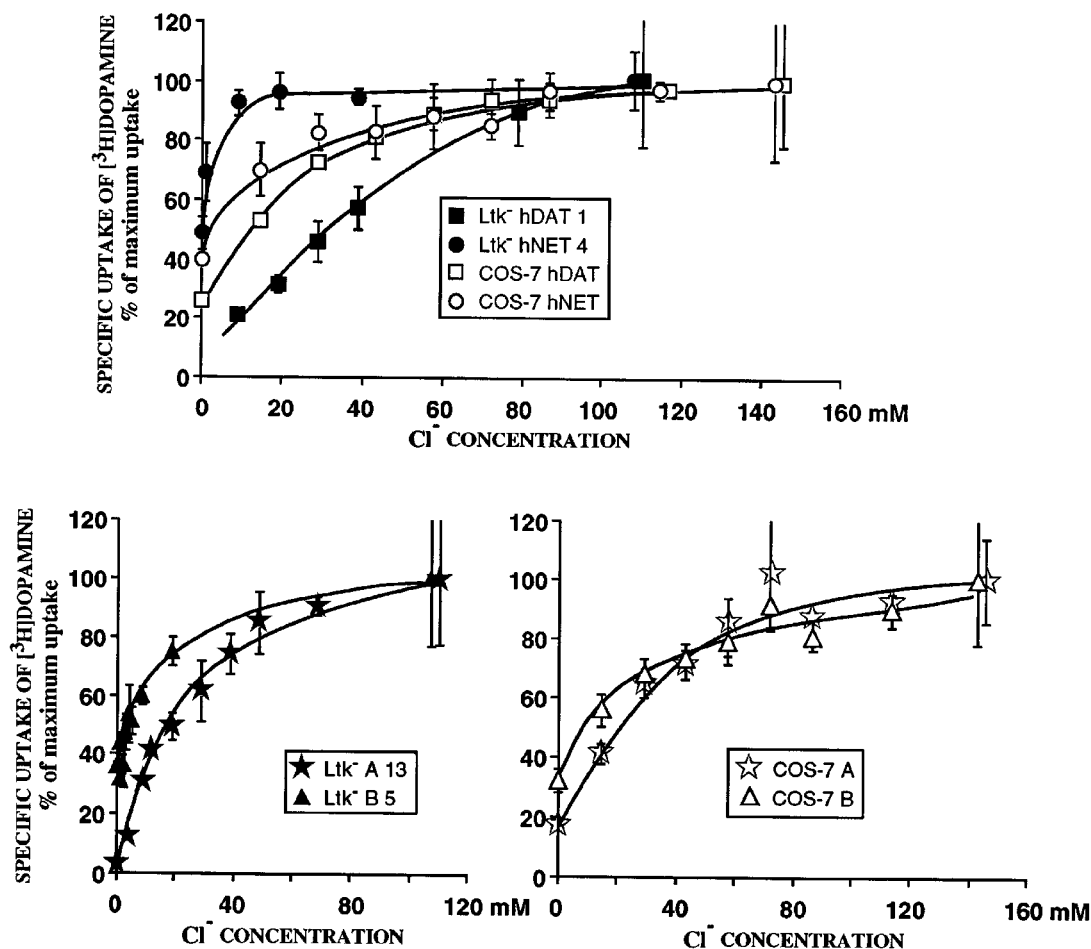 SPECIFIC UPTAKE OF [³H]DOPAMINE
% of maximum uptake
120
100
80
60
40
20
0
Ltk⁻ hDAT 1
Ltk⁻ hNET 4
COS-7 hDAT
COS-7 hNET
0 20 40 60 80 100 120 140 160 mM
Cl⁻ CONCENTRATION
SPECIFIC UPTAKE OF [³H]DOPAMINE
% of maximum uptake
120
100
80
60
40
20
0
Ltk⁻ A 13
Ltk⁻ B 5
0 40 80 120 mM
Cl⁻ CONCENTRATION
120
100
80
60
40
20
0
COS-7 A
COS-7 B
0 40 80 120 160 mM
Cl⁻ CONCENTRATION